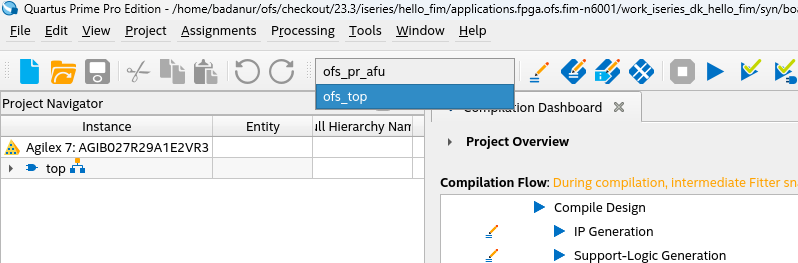 Quartus Prime Pro Edition - /home/badanur/ofs/checkout/23.3/iseries/hello_fim/applications.fpga.ofs.fim-n6001/work_iseries_dk_hello_fim/syn/boa
File Edit View Project Assignments Processing Tools Window Help
ofs_pr_afu
ofs_top
Project Navigator
Compilation Dashboard
Instance Entity ull Hierarchy Nam
Project Overview
Agilex 7: AGIB027R29A1E2VR3
top
Compilation Flow: During compilation, intermediate Fitter sna
Compile Design
IP Generation
Support-Logic Generation